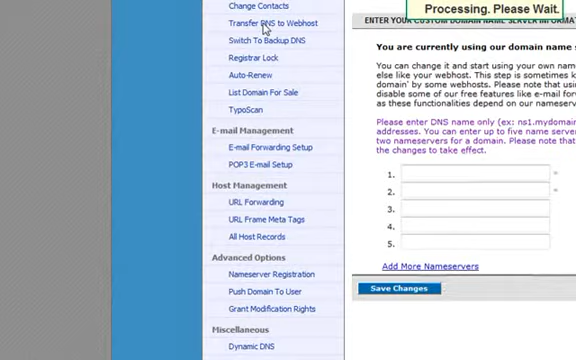 Processing. Please Wait.
Change Contacts
Transfer DNS to Webhost
Switch To Backup DNS
Registrar Lock
Auto-Renew
List Domain For Sale
TypoScan
E-mail Management
E-mail Forwarding Setup
POP3 E-mail Setup
Host Management
URL Forwarding
URL Frame Meta Tags
All Host Records
Advanced Options
Nameserver Registration
Push Domain To User
Grant Modification Rights
Miscellaneous
Dynamic DNS
ENTER YOUR CUSTOM DOMAIN NAME SERVER INFORMAT
You are currently using our domain name s
You can change it and start using your own nam
else like your webhost. This step is sometimes k
domain' by some webhosts. Please note that usi
disable some of our free features like e-mail forw
as these functionalities depend on our nameserv
Please enter DNS name only (ex: ns1.mydomain
addresses. You can enter up to five name server
two nameservers for a domain. Please note that
the changes to take effect.
1. *
2. *
3.
4.
5.
Add More Nameservers
Save Changes